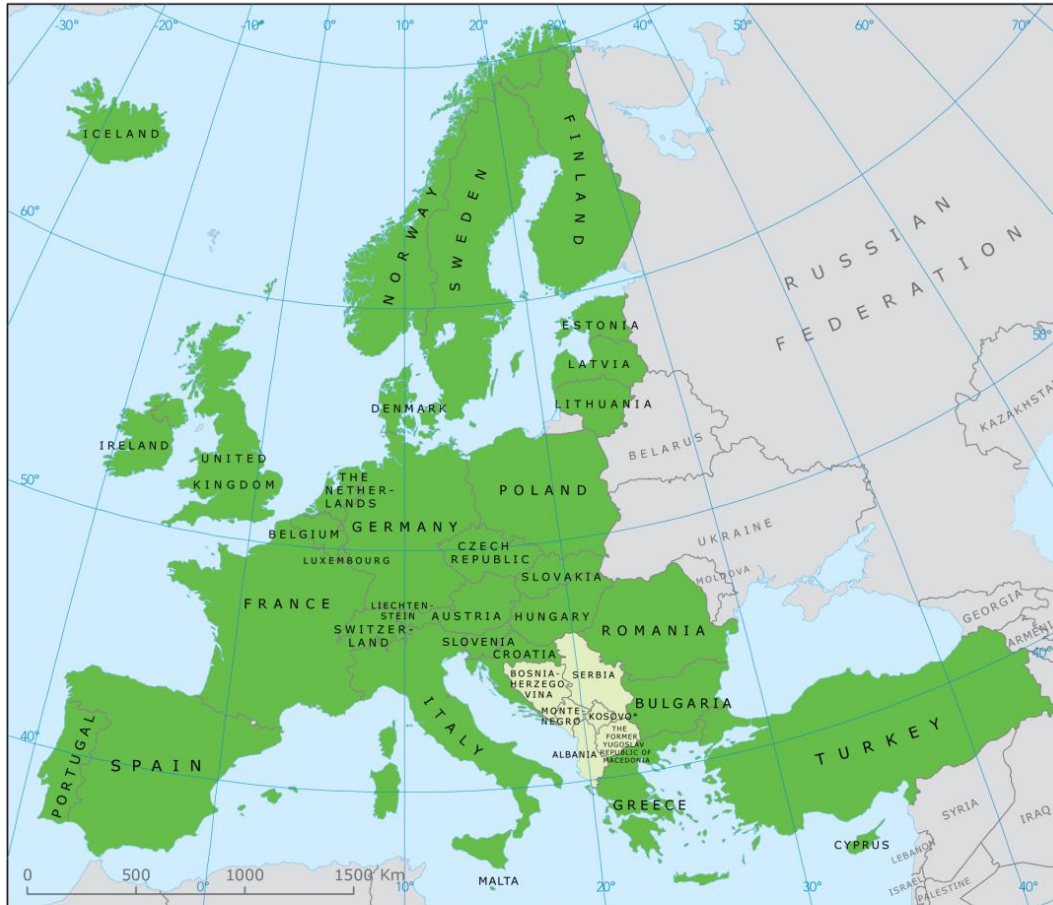 -30°
-20°
-10°
0°
10°
20°
30°
40°
50°
60°
70°
ICELAND
60°
NORWAY
SWEDEN
FINLAND
RUSSIAN
FEDERATION
ESTONIA
LATVIA
LITHUANIA
50°
KAZAKHSTAN
DENMARK
BELARUS
IRELAND
UNITED
KINGDOM
THE
NETHER-
LANDS
POLAND
50°
GERMANY
BELGIUM
UKRAINE
LUXEMBOURG
CZECH
REPUBLIC
SLOVAKIA
MOLDOVA
FRANCE
LIECHTEN-
STEIN
AUSTRIA
HUNGARY
GEORGIA
SWITZER-
LAND
ROMANIA
ARMENI
40°
SLOVENIA
CROATIA
BOSNIA-
HERZEGO-
VINA
SERBIA
BULGARIA
MONTE-
NEGRO
KOSOVO*
40°
PORTUGAL
SPAIN
ITALY
ALBANIA
THE
FORMER
YUGOSLAV
REPUBLIC OF
MACEDONIA
TURKEY
GREECE
SYRIA
IRAQ
CYPRUS
LEBANON
ISRAEL
PALESTINE
MALTA
0
500
1000
1500 Km
0°
10°
20°
30°
40°